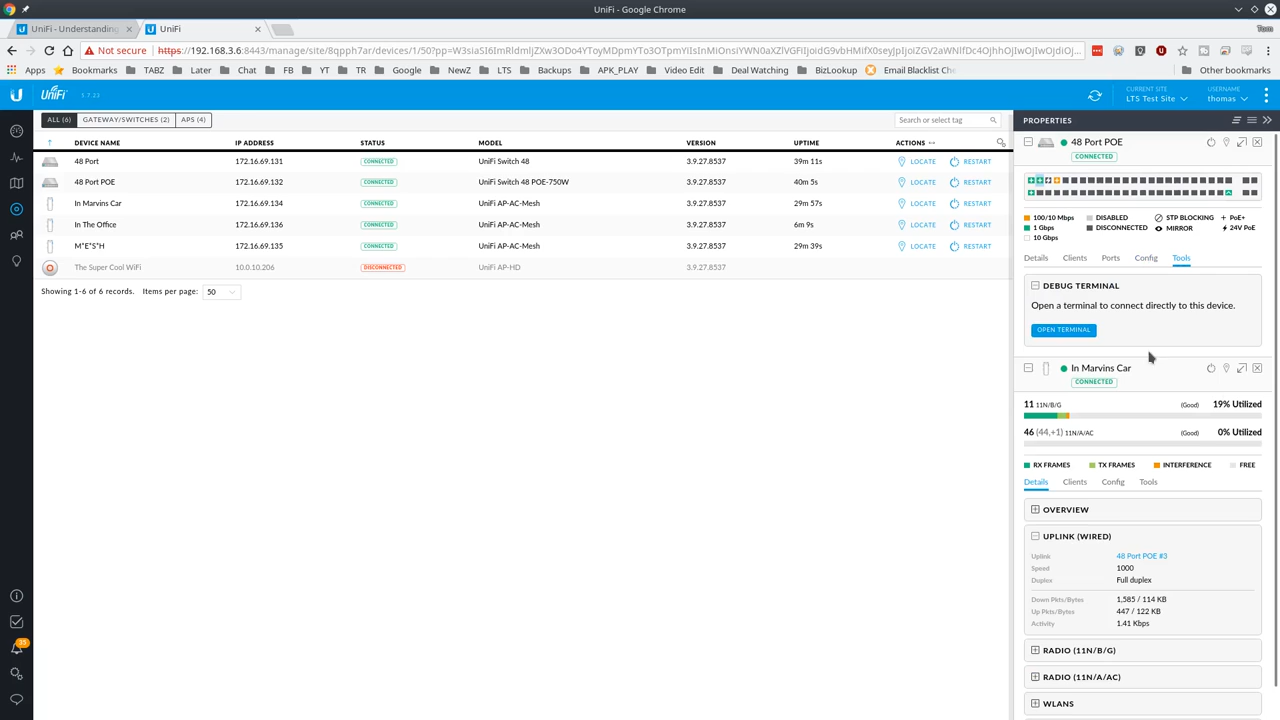 UniFi - Google Chrome
UniFi - Understanding
UniFi
Tom
Not secure
https://192.168.3.6:8443/manage/site/8qpph7ar/devices/1/50?pp=
Apps
Bookmarks
TABZ
Later
Chat
FB
YT
TR
Google
NewZ
LTS
Backups
APK_PLAY
Video Edit
Deal Watching
BizLookup
Email Blacklist Che
Other bookmarks
U UniFi 5.7.23
CURRENT SITE
LTS Test Site
USERNAME
thomas
ALL (6) GATEWAY/SWITCHES (2) APS (4)
Search or select tag
DEVICE NAME IP ADDRESS STATUS MODEL VERSION UPTIME ACTIONS
48 Port 172.16.69.131 CONNECTED UniFi Switch 48 3.9.27.8537 39m 11s LOCATE RESTART
48 Port POE 172.16.69.132 CONNECTED UniFi Switch 48 POE-750W 3.9.27.8537 40m 5s LOCATE RESTART
In Marvins Car 172.16.69.134 CONNECTED UniFi AP-AC-Mesh 3.9.27.8537 29m 57s LOCATE RESTART
In The Office 172.16.69.136 CONNECTED UniFi AP-AC-Mesh 3.9.27.8537 6m 9s LOCATE RESTART
M*E*S*H 172.16.69.135 CONNECTED UniFi AP-AC-Mesh 3.9.27.8537 29m 39s LOCATE RESTART
The Super Cool WiFi 10.0.10.206 DISCONNECTED UniFi AP-HD 3.9.27.8537
Showing 1-6 of 6 records. Items per page: 50
35
PROPERTIES
48 Port POE
CONNECTED
100/10 Mbps DISABLED STP BLOCKING PoE+
1 Gbps DISCONNECTED MIRROR 24V PoE
10 Gbps
Details Clients Ports Config Tools
DEBUG TERMINAL
Open a terminal to connect directly to this device.
OPEN TERMINAL
In Marvins Car
CONNECTED
11 11N/B/G (Good) 19% Utilized
46 (44,+1) 11N/A/AC (Good) 0% Utilized
RX FRAMES TX FRAMES INTERFERENCE FREE
Details Clients Config Tools
OVERVIEW
UPLINK (WIRED)
Uplink 48 Port POE #3
Speed 1000
Duplex Full duplex
Down Pkts/Bytes 1,585 / 114 KB
Up Pkts/Bytes 447 / 122 KB
Activity 1.41 Kbps
RADIO (11N/B/G)
RADIO (11N/A/AC)
WLANS